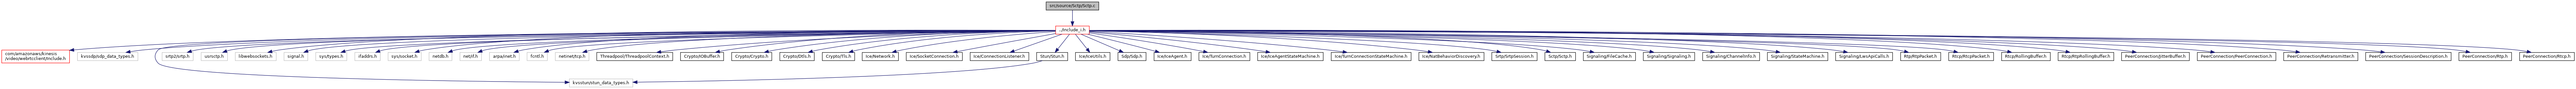 src/source/Sctp/Sctp.c
../Include_i.h
com/amazonaws/kinesis
/video/webrtcclient/Include.h
kvssdp/sdp_data_types.h
srtp2/srtp.h
usrsctp.h
libwebsockets.h
signal.h
sys/types.h
ifaddrs.h
sys/socket.h
netdb.h
net/if.h
arpa/inet.h
fcntl.h
netinet/tcp.h
Threadpool/ThreadpoolContext.h
Crypto/IOBuffer.h
Crypto/Crypto.h
Crypto/Dtls.h
Crypto/Tls.h
Ice/Network.h
Ice/SocketConnection.h
Ice/ConnectionListener.h
Stun/Stun.h
Ice/IceUtils.h
Sdp/Sdp.h
Ice/IceAgent.h
Ice/TurnConnection.h
Ice/IceAgentStateMachine.h
Ice/TurnConnectionStateMachine.h
Ice/NatBehaviorDiscovery.h
Srtp/SrtpSession.h
Sctp/Sctp.h
Signaling/FileCache.h
Signaling/Signaling.h
Signaling/ChannelInfo.h
Signaling/StateMachine.h
Signaling/LwsApiCalls.h
Rtp/RtpPacket.h
Rtcp/RtcpPacket.h
Rtcp/RollingBuffer.h
Rtcp/RtpRollingBuffer.h
PeerConnection/JitterBuffer.h
PeerConnection/PeerConnection.h
PeerConnection/Retransmitter.h
PeerConnection/SessionDescription.h
PeerConnection/Rtp.h
PeerConnection/Rtcp.h
kvsstun/stun_data_types.h